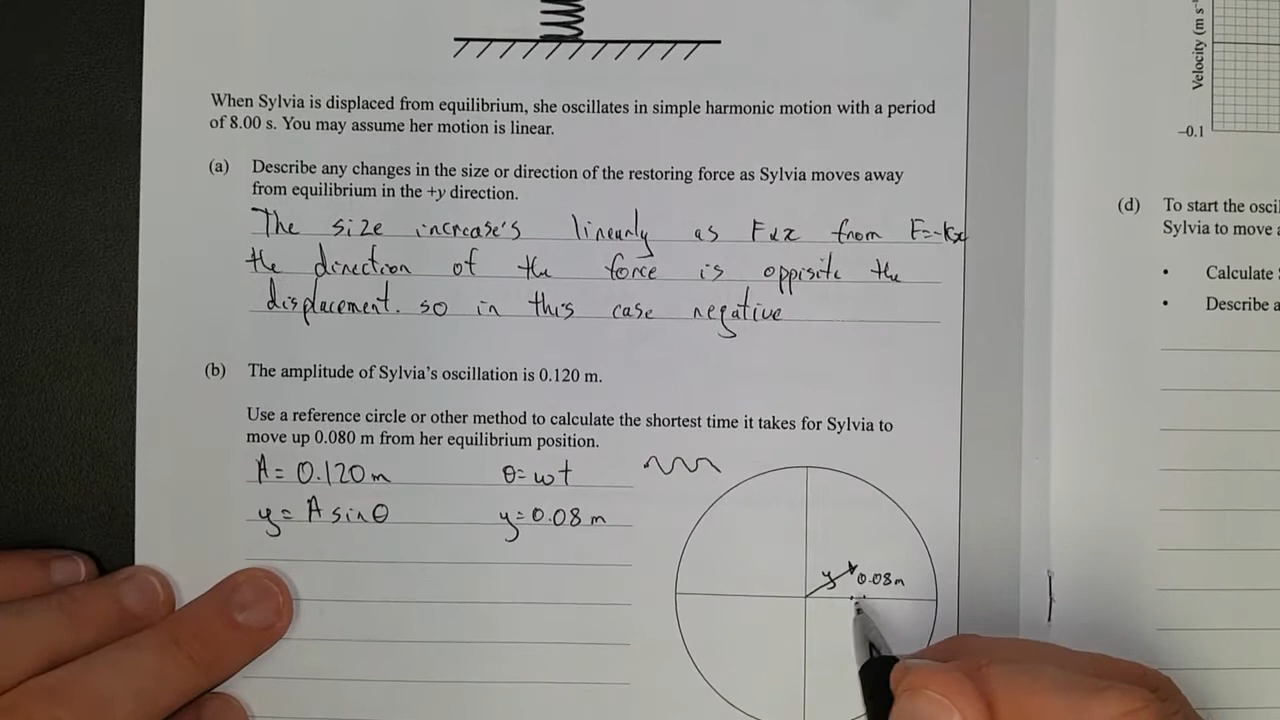 When Sylvia is displaced from equilibrium, she oscillates in simple harmonic motion with a period
of 8.00 s. You may assume her motion is linear.
(a) Describe any changes in the size or direction of the restoring force as Sylvia moves away
from equilibrium in the +y direction.
The size increase's linearly as F∝x from F=-kx
the direction of the force is opposite the
displacement. so in this case negative
(b) The amplitude of Sylvia's oscillation is 0.120 m.
Use a reference circle or other method to calculate the shortest time it takes for Sylvia to
move up 0.080 m from her equilibrium position.
A = 0.120 m θ=ωt
y = A sinθ y=0.08 m
y 0.08m
Velocity (m s
–0.1
(d) To start the osci
Sylvia to move a
• Calculate
• Describe a